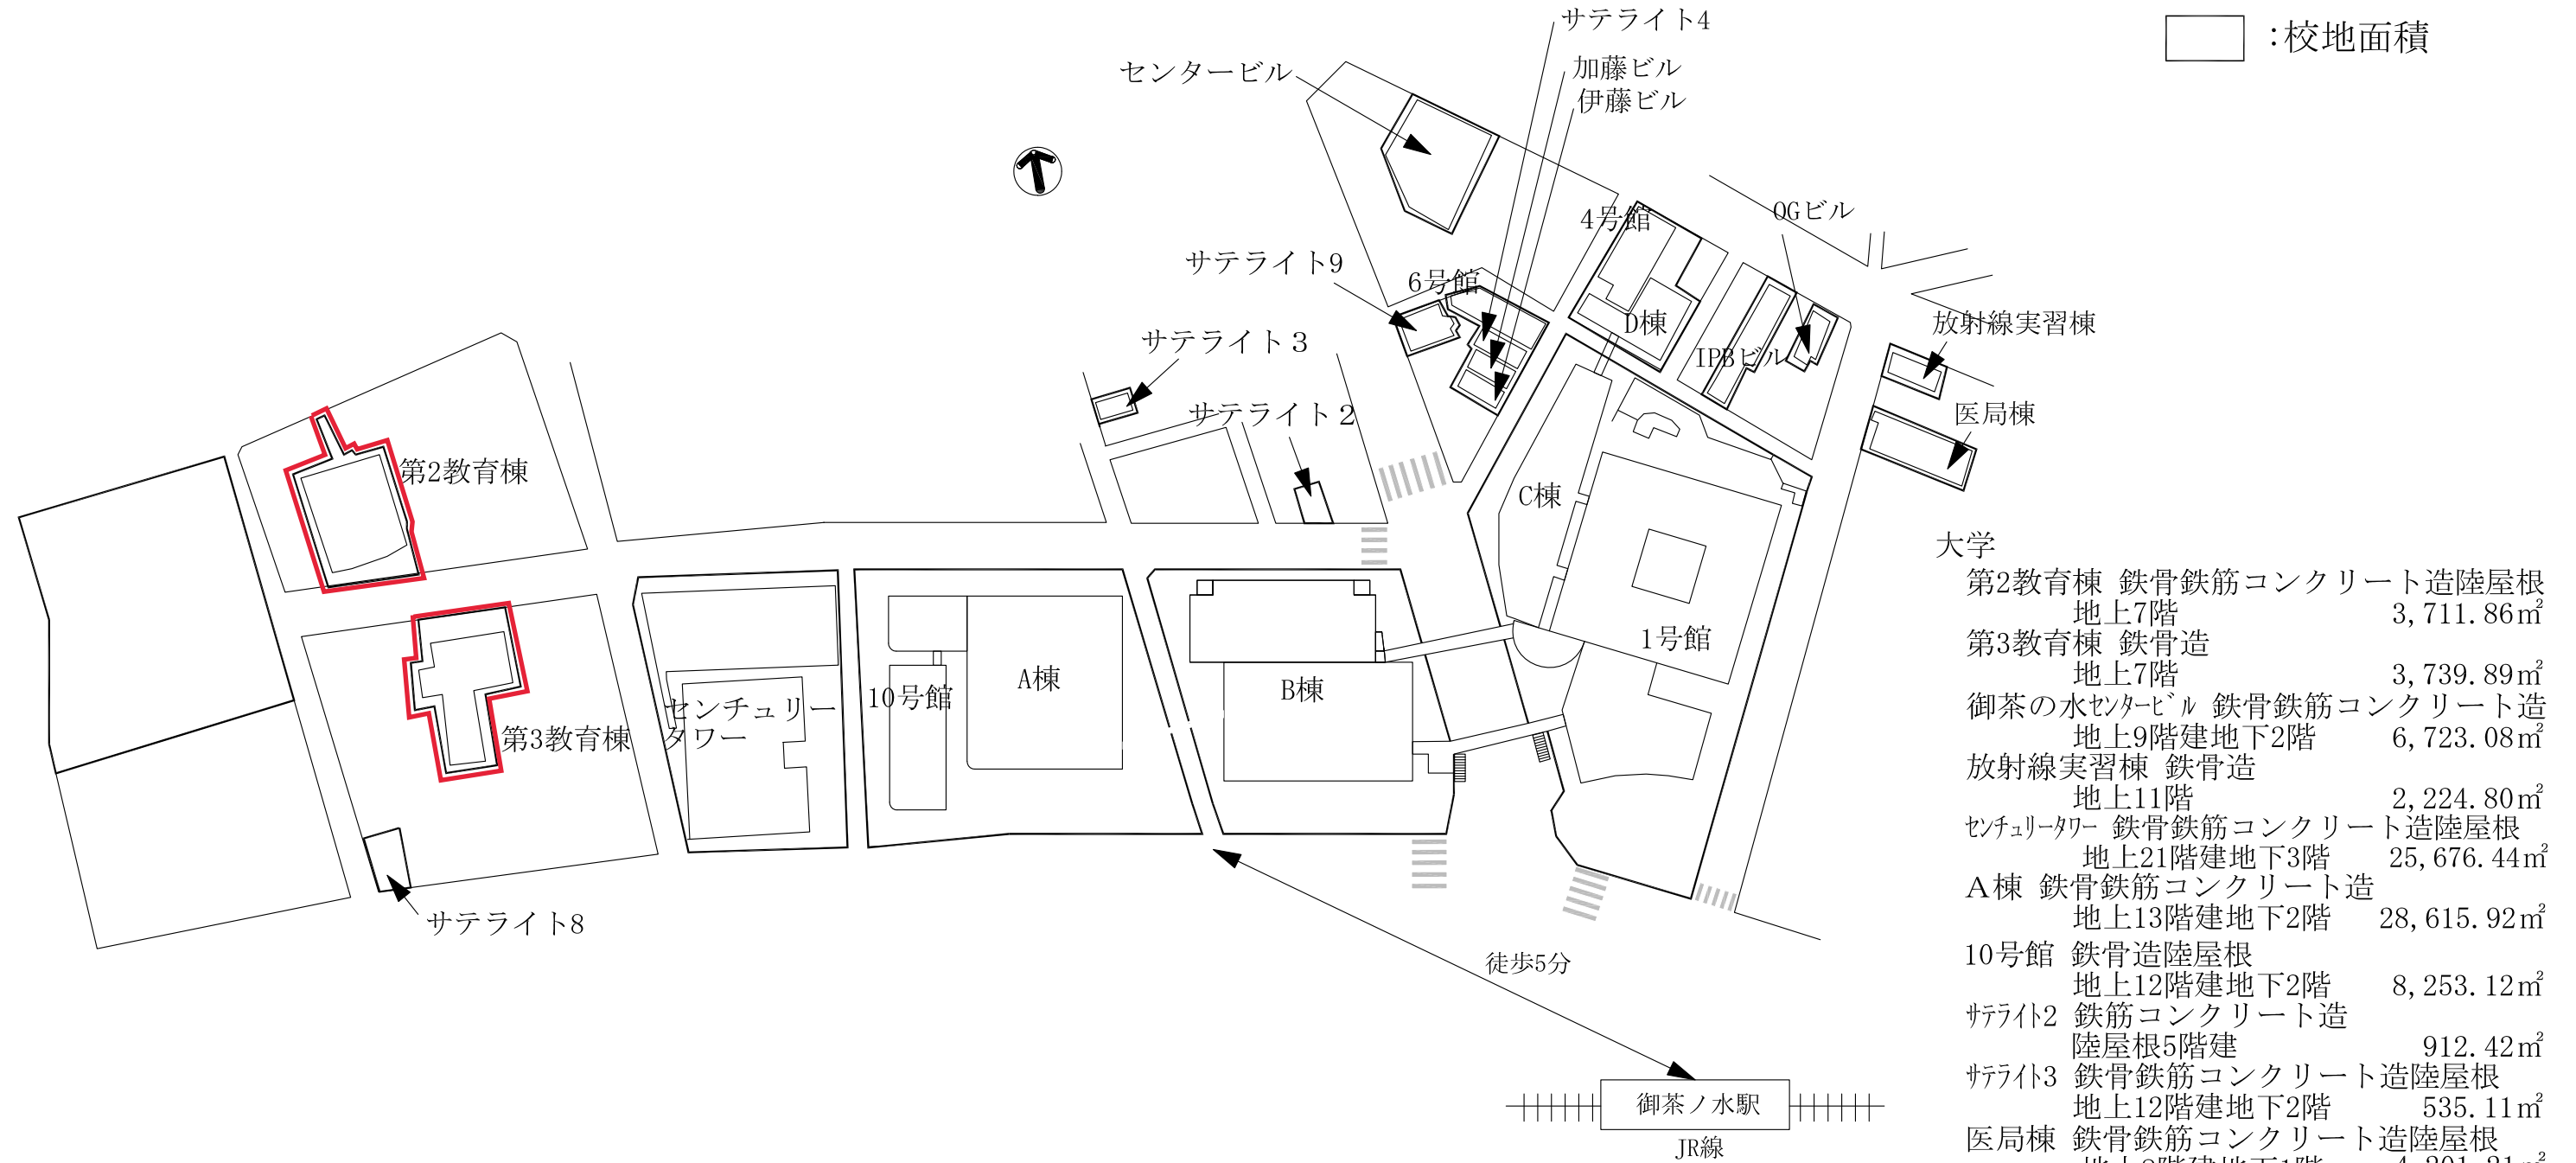 :校地面積
サテライト4
センタービル
加藤ビル
伊藤ビル
4号館
OGビル
サテライト9
6号館
D棟
放射線実習棟
サテライト３
IPBビル
サテライト２
医局棟
第2教育棟
C棟
1号館
センチュリー
タワー
10号館
A棟
B棟
第3教育棟
サテライト8
徒歩5分
御茶ノ水駅
JR線
大学
第2教育棟 鉄骨鉄筋コンクリート造陸屋根
地上7階 3,711.86㎡
第3教育棟 鉄骨造
地上7階 3,739.89㎡
御茶の水ｾﾝﾀｰﾋﾞﾙ 鉄骨鉄筋コンクリート造
地上9階建地下2階 6,723.08㎡
放射線実習棟 鉄骨造
地上11階 2,224.80㎡
ｾﾝﾁｭﾘｰﾀﾜｰ 鉄骨鉄筋コンクリート造陸屋根
地上21階建地下3階 25,676.44㎡
Ａ棟 鉄骨鉄筋コンクリート造
地上13階建地下2階 28,615.92㎡
10号館 鉄骨造陸屋根
地上12階建地下2階 8,253.12㎡
ｻﾃﾗｲﾄ2 鉄筋コンクリート造
陸屋根5階建 912.42㎡
ｻﾃﾗｲﾄ3 鉄骨鉄筋コンクリート造陸屋根
地上12階建地下2階 535.11㎡
医局棟 鉄骨鉄筋コンクリート造陸屋根